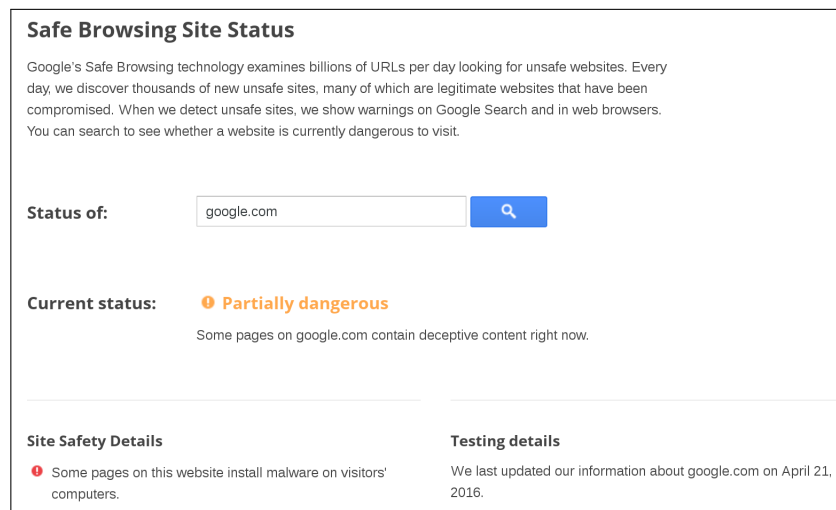 Safe Browsing Site Status
Google's Safe Browsing technology examines billions of URLs per day looking for unsafe websites. Every
day, we discover thousands of new unsafe sites, many of which are legitimate websites that have been
compromised. When we detect unsafe sites, we show warnings on Google Search and in web browsers.
You can search to see whether a website is currently dangerous to visit.
Status of:
google.com
Current status:
Partially dangerous
Some pages on google.com contain deceptive content right now.
Site Safety Details
Some pages on this website install malware on visitors'
computers.
Testing details
We last updated our information about google.com on April 21,
2016.